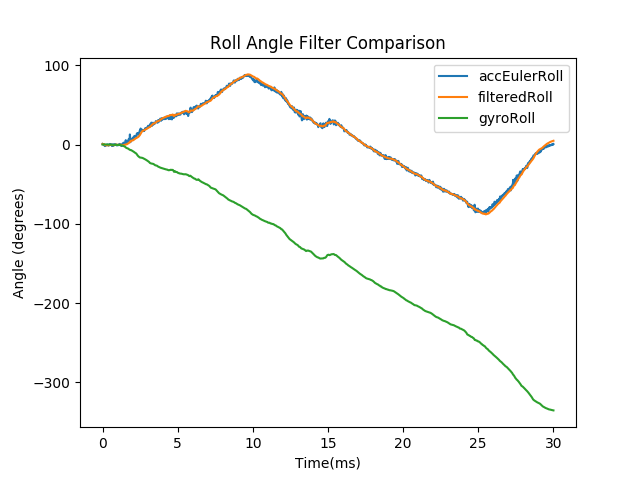 Roll Angle Filter Comparison
accEulerRoll
filteredRoll
gyroRoll
100
0
−100
−200
−300
Angle (degrees)
0 5 10 15 20 25 30
Time(ms)